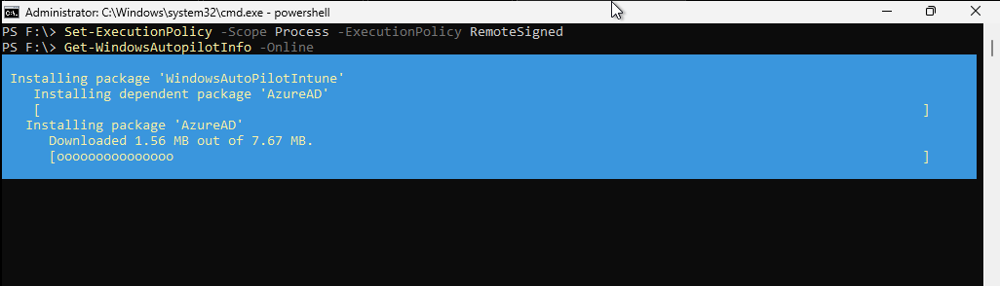 Administrator: C:\Windows\system32\cmd.exe - powershell
PS F:\> Set-ExecutionPolicy -Scope Process -ExecutionPolicy RemoteSigned
PS F:\> Get-WindowsAutopilotInfo -Online
Installing package 'WindowsAutoPilotIntune'
Installing dependent package 'AzureAD'
[ ]
Installing package 'AzureAD'
Downloaded 1.56 MB out of 7.67 MB.
[ooooooooooooooo ]